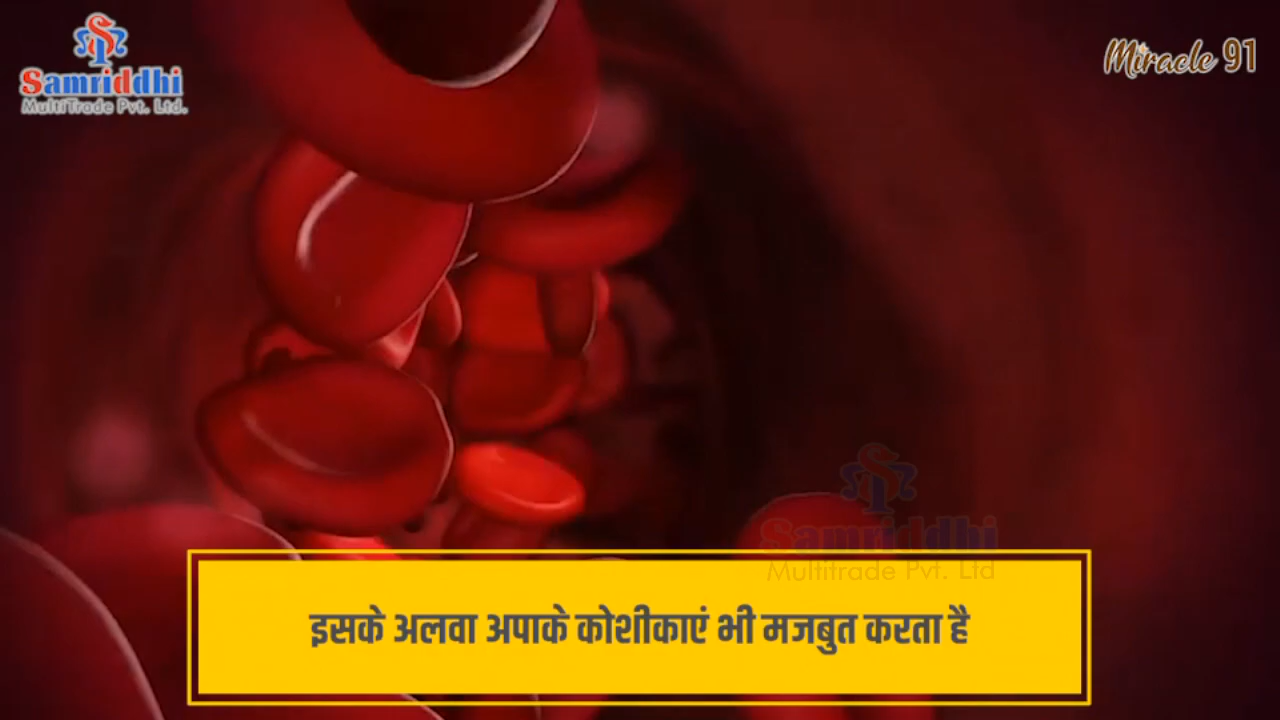 Samriddhi
MultiTrade Pvt. Ltd.
Miracle 91
Samriddhi
Multitrade Pvt. Ltd
इसके अलवा अपाके कोशीकाएं भी मजबुत करता है